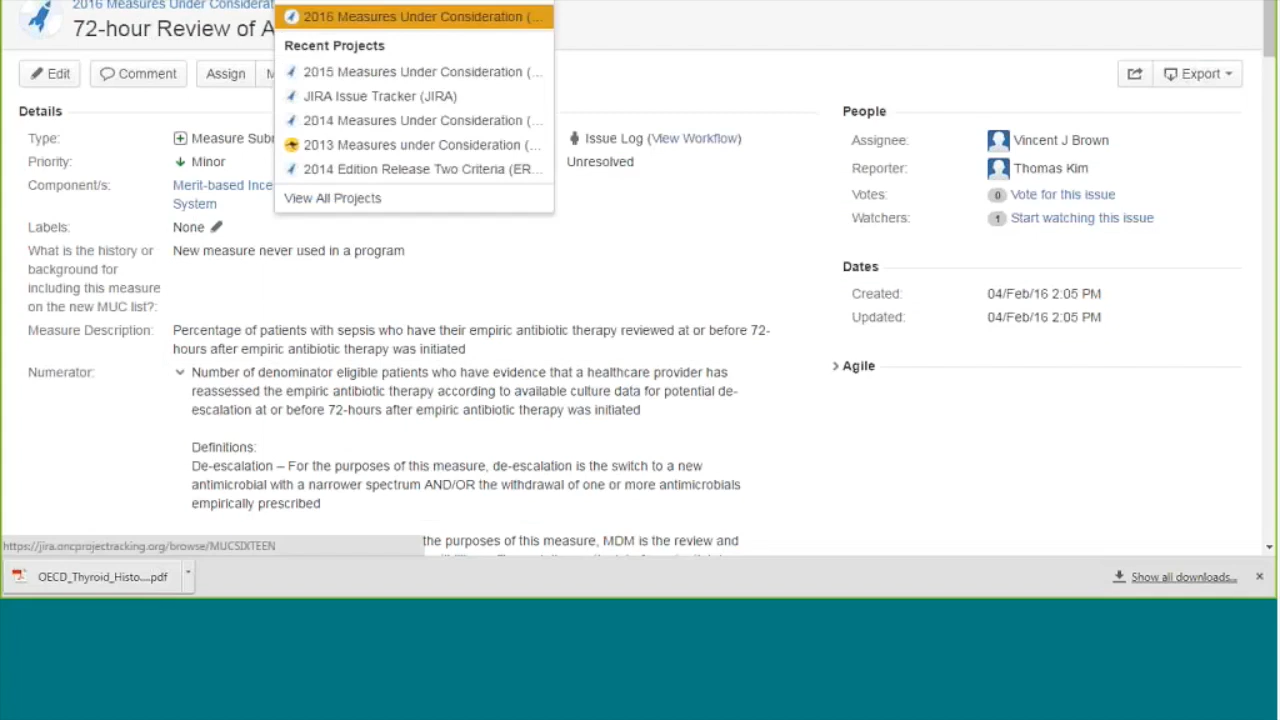 2016 Measures Under Considerat
2016 Measures Under Consideration (...
72-hour Review of A
Recent Projects
2015 Measures Under Consideration (...
JIRA Issue Tracker (JIRA)
2014 Measures Under Consideration (...
2013 Measures under Consideration (...
2014 Edition Release Two Criteria (ER...
View All Projects
Edit
Comment
Assign
M
Export
Details
Type:
Measure Sub
Issue Log (View Workflow)
Priority:
Minor
Unresolved
Component/s:
Merit-based Ince
System
Labels:
None
What is the history or
background for
including this measure
on the new MUC list?:
New measure never used in a program
Measure Description:
Percentage of patients with sepsis who have their empiric antibiotic therapy reviewed at or before 72-
hours after empiric antibiotic therapy was initiated
Numerator:
Number of denominator eligible patients who have evidence that a healthcare provider has
reassessed the empiric antibiotic therapy according to available culture data for potential de-
escalation at or before 72-hours after empiric antibiotic therapy was initiated
Definitions:
De-escalation – For the purposes of this measure, de-escalation is the switch to a new
antimicrobial with a narrower spectrum AND/OR the withdrawal of one or more antimicrobials
empirically prescribed
the purposes of this measure, MDM is the review and
People
Assignee:
Vincent J Brown
Reporter:
Thomas Kim
Votes:
0 Vote for this issue
Watchers:
1 Start watching this issue
Dates
Created:
04/Feb/16 2:05 PM
Updated:
04/Feb/16 2:05 PM
Agile
https://jira.oncprojectracking.org/browse/MUCSIXTEEN
OECD_Thyroid_Histo....pdf
Show all downloads...